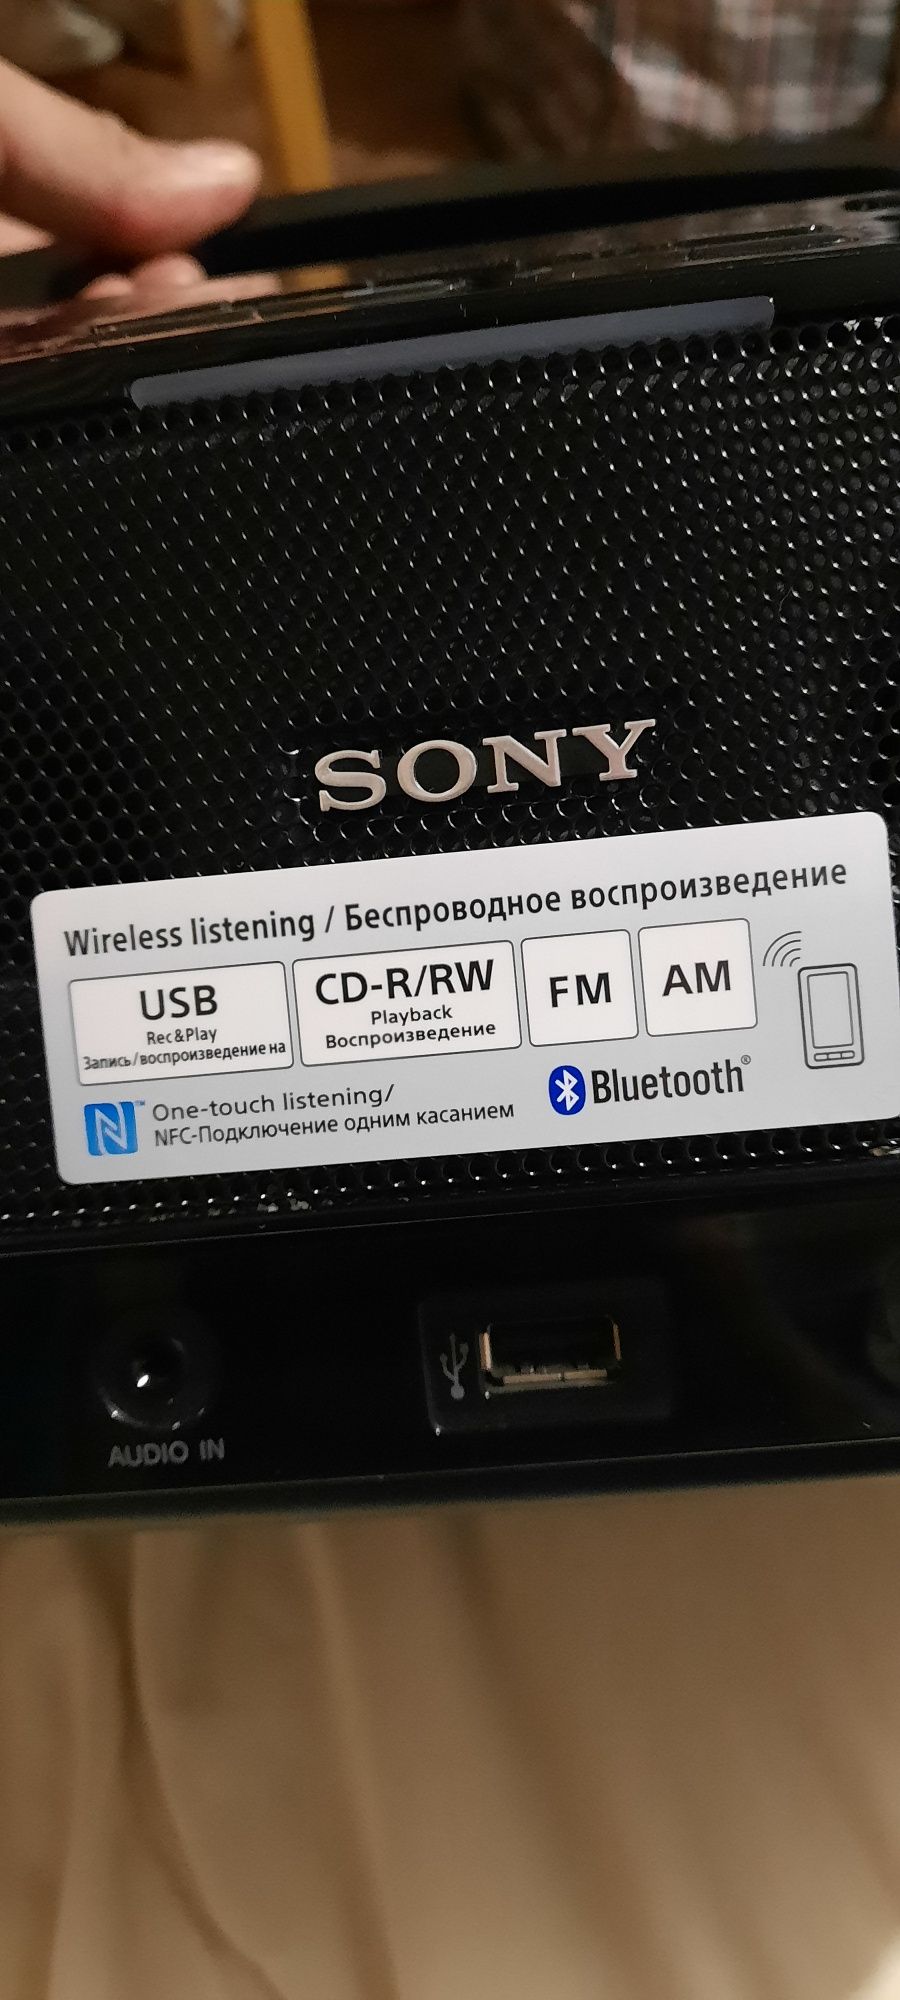 SONY
Wireless listening / Беспроводное воспроизведение
USB
Rec&Play
Запись/воспроизведение на
CD-R/RW
Playback
Воспроизведение
FM
AM
N™
One-touch listening/
NFC-Подключение одним касанием
Bluetooth®
AUDIO IN